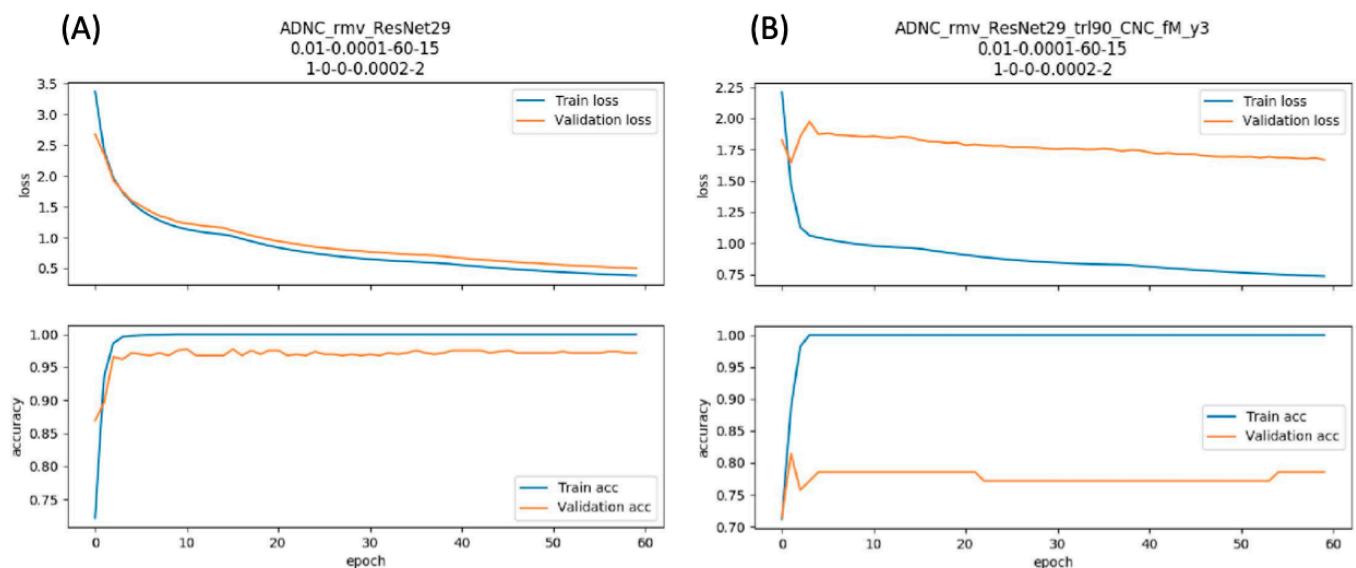 (A)
ADNC_rmv_ResNet29
0.01-0.0001-60-15
1-0-0-0.0002-2
3.5
3.0
2.5
2.0
1.5
1.0
0.5
loss
Train loss
Validation loss
1.00
0.95
0.90
0.85
0.80
0.75
accuracy
Train acc
Validation acc
0
10
20
30
40
50
60
epoch
(B)
ADNC_rmv_ResNet29_trl90_CNC_fM_y3
0.01-0.0001-60-15
1-0-0-0.0002-2
2.25
2.00
1.75
1.50
1.25
1.00
0.75
loss
Train loss
Validation loss
1.00
0.95
0.90
0.85
0.80
0.75
0.70
accuracy
Train acc
Validation acc
0
10
20
30
40
50
60
epoch